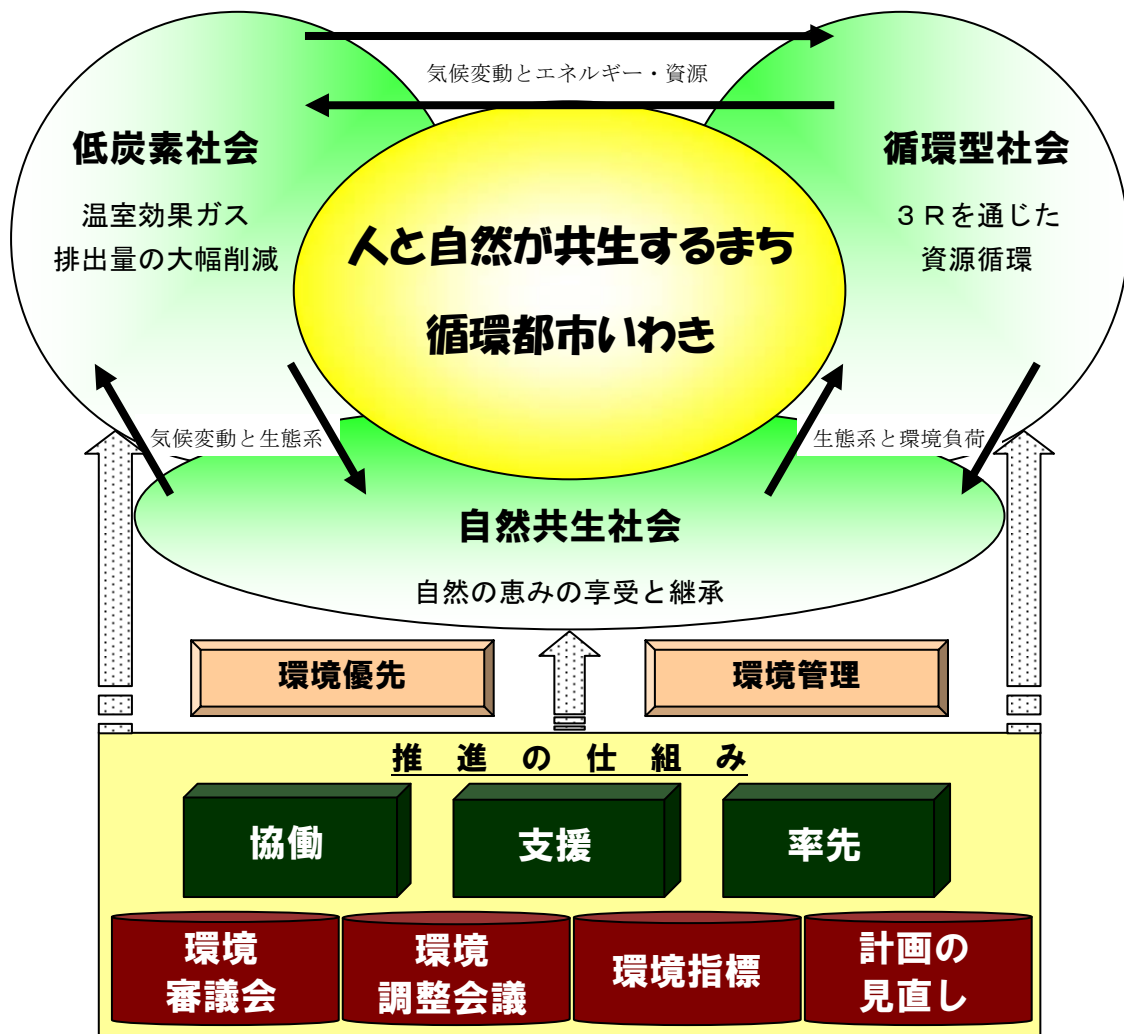 気候変動とエネルギー・資源
低炭素社会
温室効果ガス
排出量の大幅削減
循環型社会
３Ｒを通じた
資源循環
人と自然が共生するまち
循環都市いわき
気候変動と生態系
生態系と環境負荷
自然共生社会
自然の恵みの享受と継承
環境優先
環境管理
推進の仕組み
協働
支援
率先
環境
審議会
環境
調整会議
環境指標
計画の
見直し